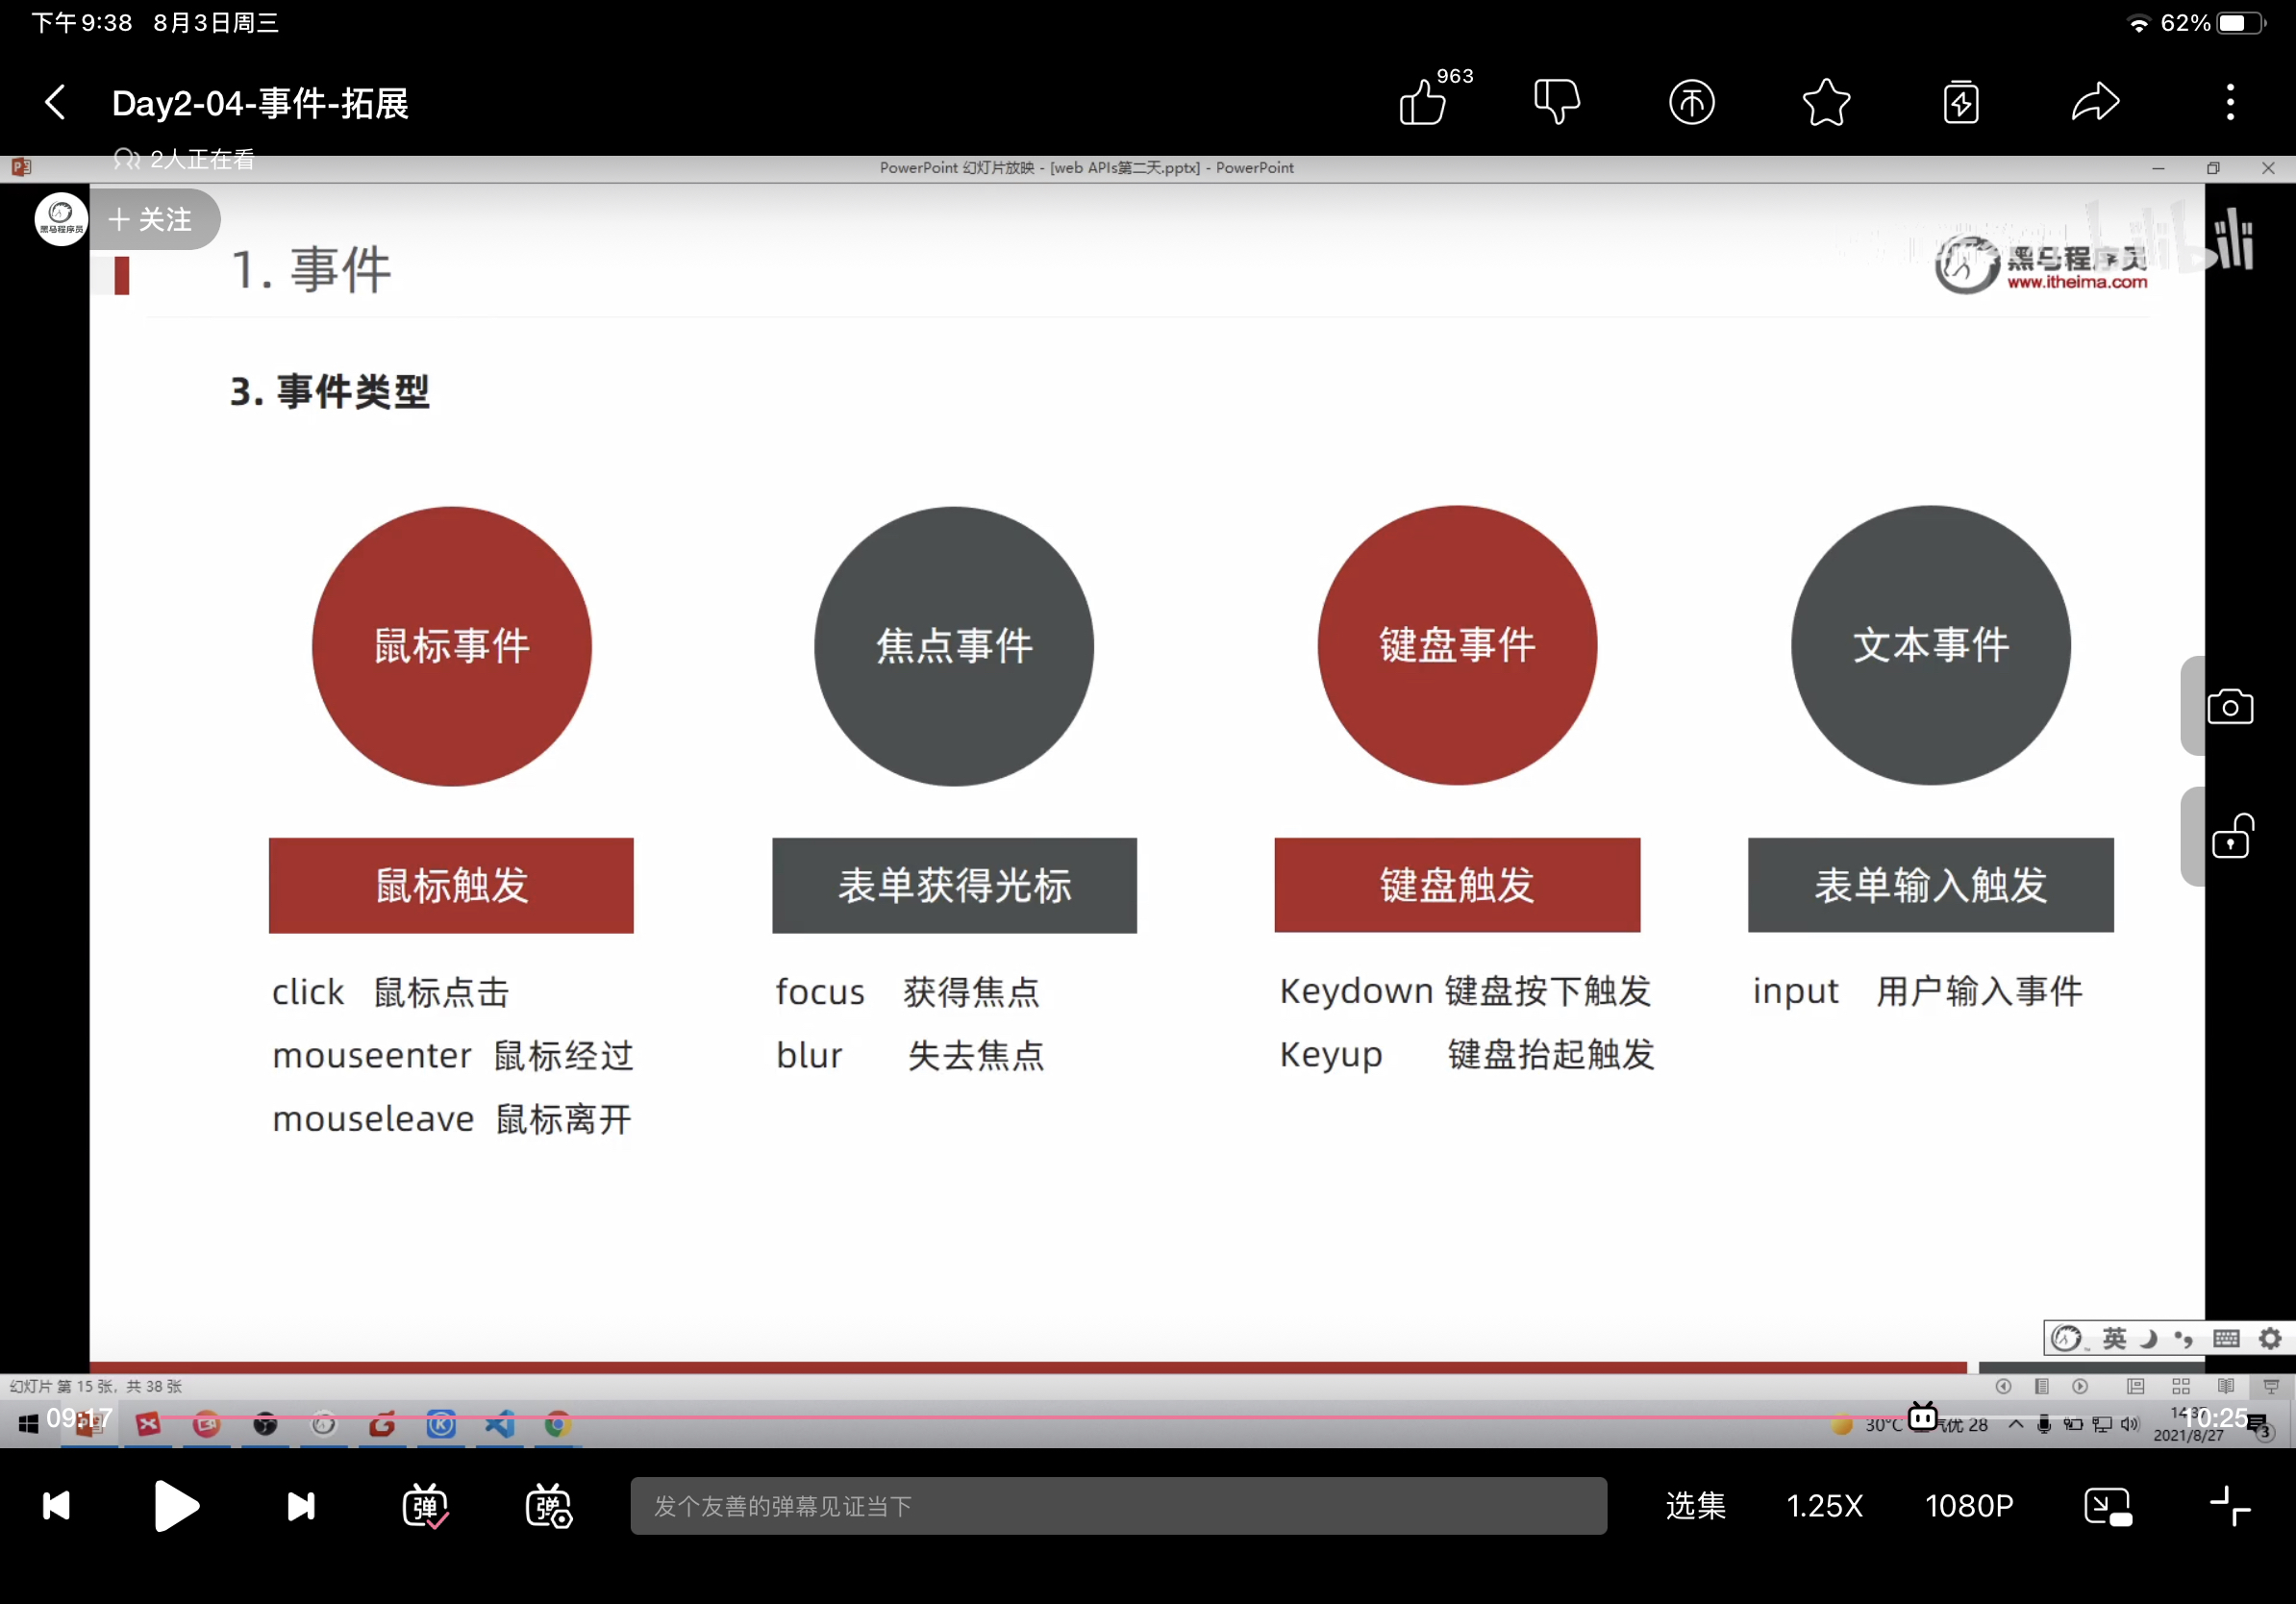 下午9:38 8月3日周三
62%
Day2-04-事件-拓展
963
2人正在看
PowerPoint 幻灯片放映 - [web APIs第二天.pptx] - PowerPoint
黑马程序员
+ 关注
1. 事件
黑马程序员
www.itheima.com
bilibili
3. 事件类型
鼠标事件
焦点事件
键盘事件
文本事件
鼠标触发
表单获得光标
键盘触发
表单输入触发
click 鼠标点击
mouseenter 鼠标经过
mouseleave 鼠标离开
focus 获得焦点
blur 失去焦点
Keydown 键盘按下触发
Keyup 键盘抬起触发
input 用户输入事件
英
幻灯片 第 15 张，共 38 张
09:17
30°C
气优 28
10:25
2021/8/27
3
弹
弹
发个友善的弹幕见证当下
选集
1.25X
1080P